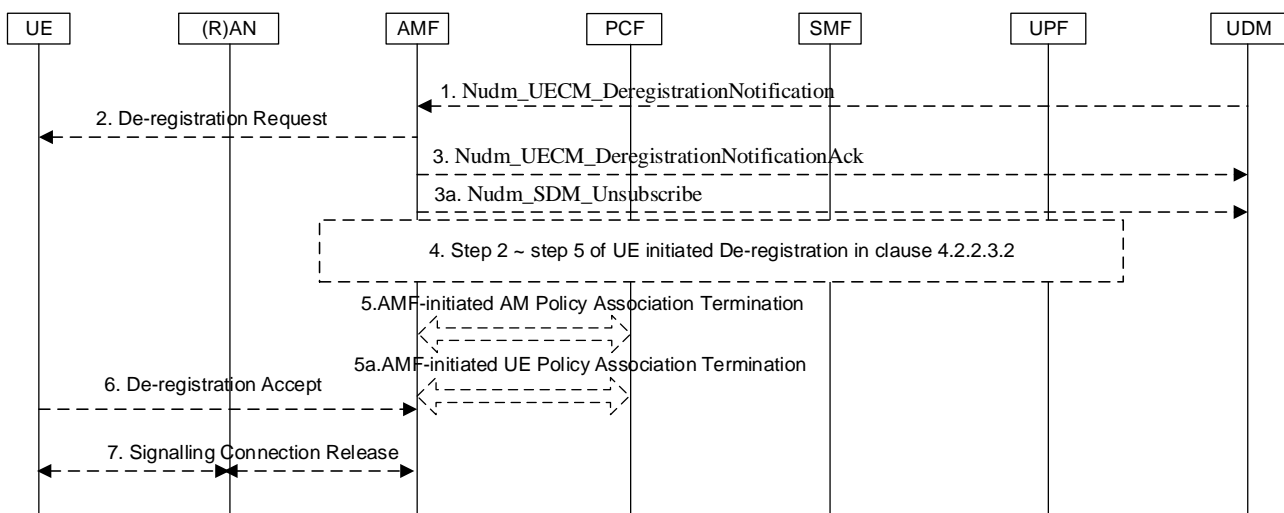 UE
(R)AN
AMF
PCF
SMF
UPF
UDM
1. Nudm_UECM_DeregistrationNotification
2. De-registration Request
3. Nudm_UECM_DeregistrationNotificationAck
3a. Nudm_SDM_Unsubscribe
4. Step 2 ~ step 5 of UE initiated De-registration in clause 4.2.2.3.2
5.AMF-initiated AM Policy Association Termination
5a.AMF-initiated UE Policy Association Termination
6. De-registration Accept
7. Signalling Connection Release